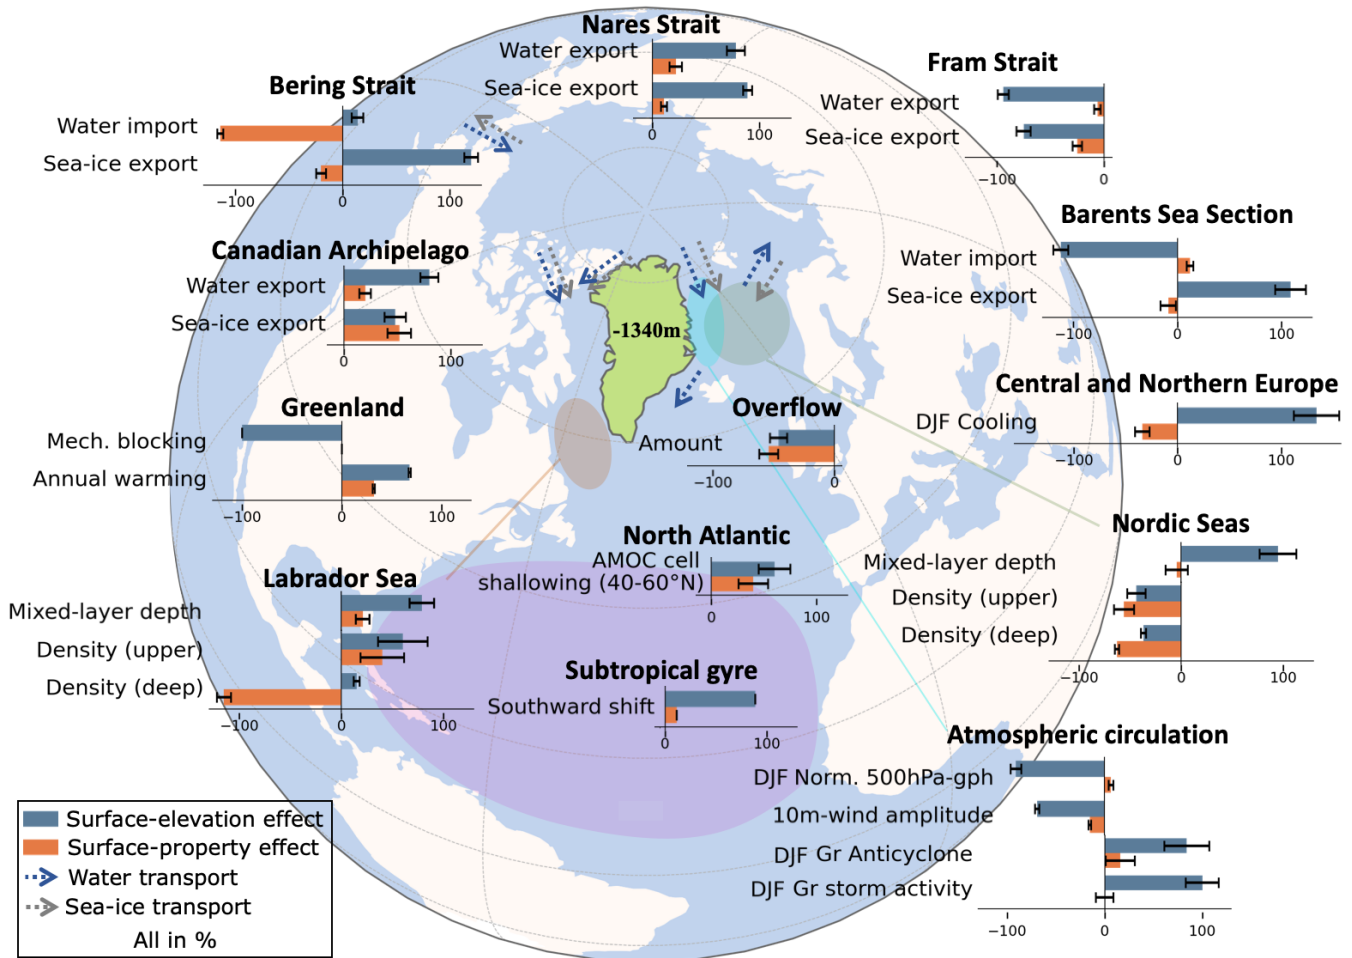 Nares Strait
Water export
Sea-ice export
0 100
Fram Strait
Water export
Sea-ice export
−100 0
Bering Strait
Water import
Sea-ice export
−100 0 100
Barents Sea Section
Water import
Sea-ice export
−100 0 100
Canadian Archipelago
Water export
Sea-ice export
0 100
-1340m
Central and Northern Europe
DJF Cooling
−100 0 100
Greenland
Mech. blocking
Annual warming
−100 0 100
Overflow
Amount
−100 0
Nordic Seas
Mixed-layer depth
Density (upper)
Density (deep)
−100 0 100
North Atlantic
AMOC cell
shallowing (40-60°N)
0 100
Labrador Sea
Mixed-layer depth
Density (upper)
Density (deep)
−100 0 100
Subtropical gyre
Southward shift
0 100
Atmospheric circulation
DJF Norm. 500hPa-gph
10m-wind amplitude
DJF Gr Anticyclone
DJF Gr storm activity
−100 0 100
Surface-elevation effect
Surface-property effect
Water transport
Sea-ice transport
All in %